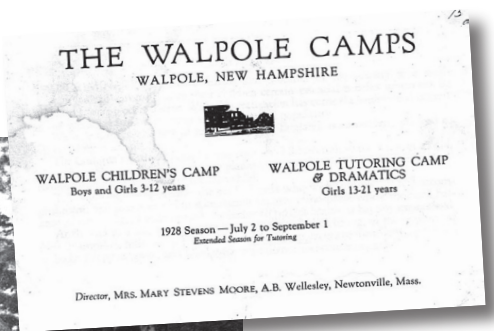 13
THE WALPOLE CAMPS
WALPOLE, NEW HAMPSHIRE
WALPOLE CHILDREN'S CAMP
Boys and Girls 3-12 years
WALPOLE TUTORING CAMP
& DRAMATICS
Girls 13-21 years
1928 Season — July 2 to September 1
Extended Season for Tutoring
Director, MRS. MARY STEVENS MOORE, A.B. Wellesley, Newtonville, Mass.